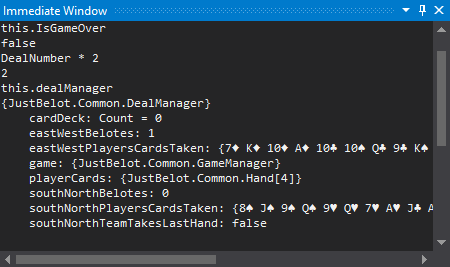 Immediate Window
this.IsGameOver
false
DealNumber * 2
2
this.dealManager
{JustBelot.Common.DealManager}
cardDeck: Count = 0
eastWestBelotes: 1
eastWestPlayersCardsTaken: {7♦ K♦ 10♦ A♦ 10♣ 10♠ Q♣ 9♣ K♠
game: {JustBelot.Common.GameManager}
playerCards: {JustBelot.Common.Hand[4]}
southNorthBelotes: 0
southNorthPlayersCardsTaken: {8♠ J♠ 9♠ Q♠ 9♥ Q♥ 7♥ A♥ J♣ A
southNorthTeamTakesLastHand: false